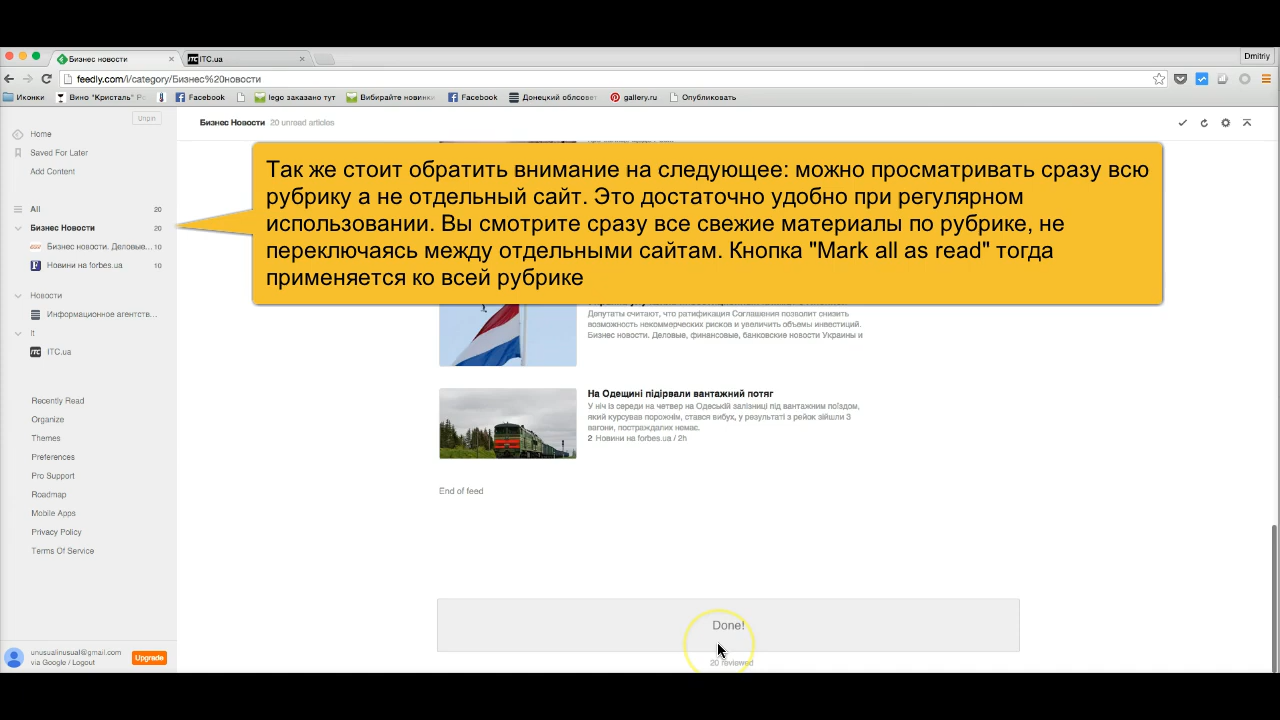 Бизнес новости
ITC.ua
Dmitriy
feedly.com/i/category/Бизнес%20новости
Иконки
Вино "Кристаль" Рс
Facebook
lego заказано тут
Вибирайте новинки
Facebook
Донецкий облсовет
gallery.ru
Опубликовать
Unpin
Бизнес Новости 20 unread articles
Home
Saved For Later
Add Content
Так же стоит обратить внимание на следующее: можно просматривать сразу всю
рубрику а не отдельный сайт. Это достаточно удобно при регулярном
использовании. Вы смотрите сразу все свежие материалы по рубрике, не
переключаясь между отдельными сайтам. Кнопка "Mark all as read" тогда
применяется ко всей рубрике
All 20
Бизнес Новости 20
Бизнес новости. Деловые... 10
Новини на forbes.ua 10
Новости
Информационое агентств...
It
ITC.ua
Депутаты считают, что ратификация Соглашения позволит снизить
возможность некоммерческих рисков и увеличить объемы инвестиций.
Бизнес новости. Деловые, финансовые, банковские новости Украины и
На Одещині підірвали вантажний потяг
У ніч із середи на четвер на Одеській залізниці під вантажним поїздом,
який курсував порожнім, стався вибух, у результаті з рейок зійшли 3
вагони, постраждалих немає.
2 Новини на forbes.ua / 2h
End of feed
Recently Read
Organize
Themes
Preferences
Pro Support
Roadmap
Mobile Apps
Privacy Policy
Terms Of Service
Done!
20 reviewed
unusualinusual@gmail.com
via Google / Logout
Upgrade